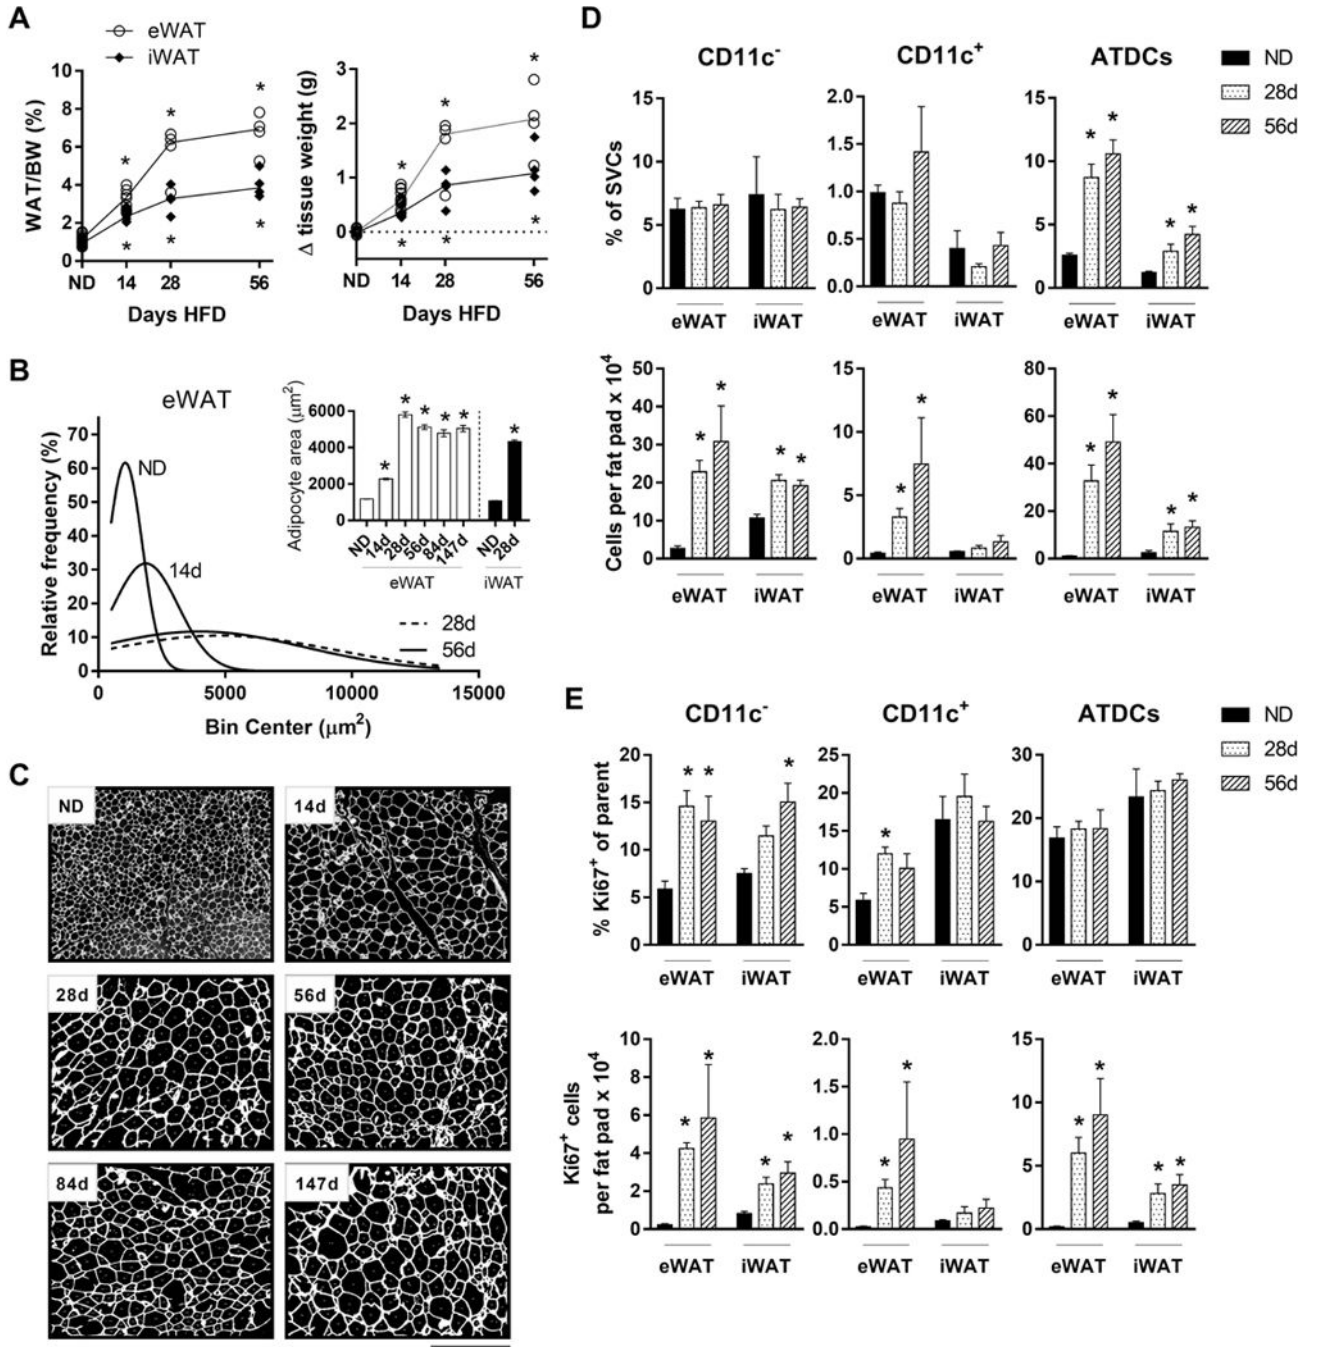 A
eWAT
iWAT
WAT/BW (%)
10
8
6
4
2
0
*
*
*
*
*
*
ND 14 28 56
Days HFD
Δ tissue weight (g)
3
2
1
0
*
*
*
*
*
*
ND 14 28 56
Days HFD
B
eWAT
Relative frequency (%)
70
60
50
40
30
20
10
0
ND
14d
28d
56d
0 5000 10000 15000
Bin Center (μm²)
Adipocyte area (μm²)
6000
4000
2000
0
* * * * * *
ND 14d 28d 56d 84d 147d ND 28d
eWAT iWAT
C
ND 14d
28d 56d
84d 147d
D
CD11c⁻ CD11c⁺ ATDCs
ND
28d
56d
% of SVCs
15
10
5
0
eWAT iWAT
2.0
1.5
1.0
0.5
0.0
eWAT iWAT
15
10
5
0
* * * *
eWAT iWAT
Cells per fat pad x 10⁴
50
40
30
20
10
0
* * * *
eWAT iWAT
15
10
5
0
* *
eWAT iWAT
80
60
40
20
0
* * * *
eWAT iWAT
E
CD11c⁻ CD11c⁺ ATDCs
ND
28d
56d
% Ki67⁺ of parent
20
15
10
5
0
* * *
eWAT iWAT
25
20
15
10
5
0
*
eWAT iWAT
30
20
10
0
eWAT iWAT
Ki67⁺ cells
per fat pad x 10⁴
10
8
6
4
2
0
* * * *
eWAT iWAT
2.0
1.5
1.0
0.5
0.0
* *
eWAT iWAT
15
10
5
0
* * * *
eWAT iWAT